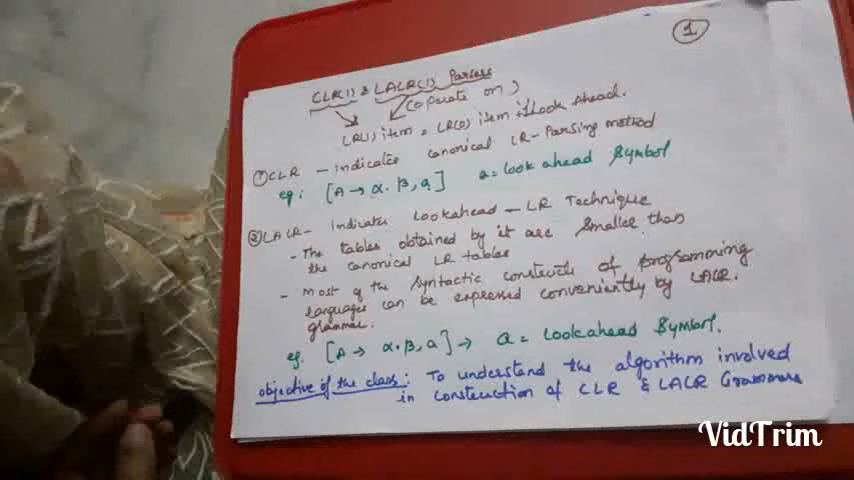 1
CLR(1) & LALR(1) Parsers
(operate on)
LR(1) item = LR(0) item + Look Ahead.
① CLR - indicates canonical LR-Parsing method
eg: [A → α.β, a] a = look ahead Symbol
② LALR - Indicates Lookahead - LR Technique
- The tables obtained by it are smaller than
the canonical LR tables
- Most of the Syntactic constructs of programming
languages can be expressed conveniently by LALR.
grammar.
eg. [A → α.β, a] → a = Lookahead Symbol.
objective of the class: To understand the algorithm involved
in construction of CLR & LALR Grammars
VidTrim